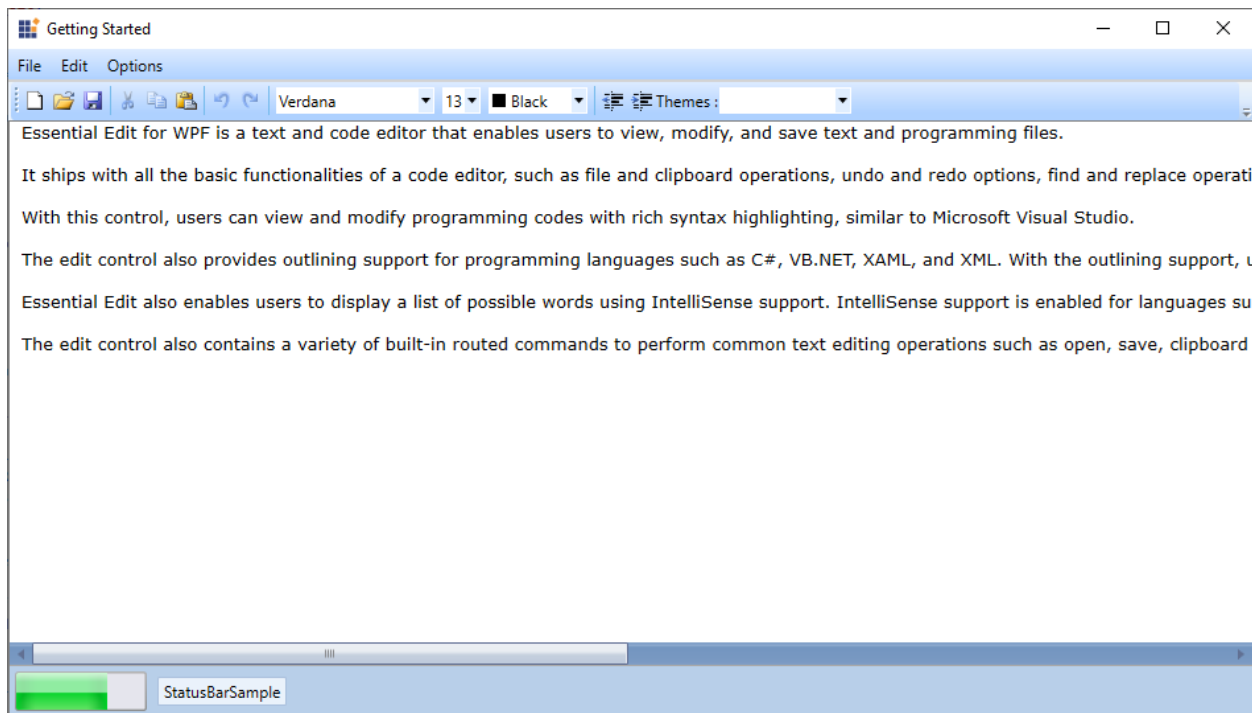 Getting Started
File Edit Options
Verdana 13 Black Themes :
Essential Edit for WPF is a text and code editor that enables users to view, modify, and save text and programming files.
It ships with all the basic functionalities of a code editor, such as file and clipboard operations, undo and redo options, find and replace operati
With this control, users can view and modify programming codes with rich syntax highlighting, similar to Microsoft Visual Studio.
The edit control also provides outlining support for programming languages such as C#, VB.NET, XAML, and XML. With the outlining support, u
Essential Edit also enables users to display a list of possible words using IntelliSense support. IntelliSense support is enabled for languages su
The edit control also contains a variety of built-in routed commands to perform common text editing operations such as open, save, clipboard
StatusBarSample